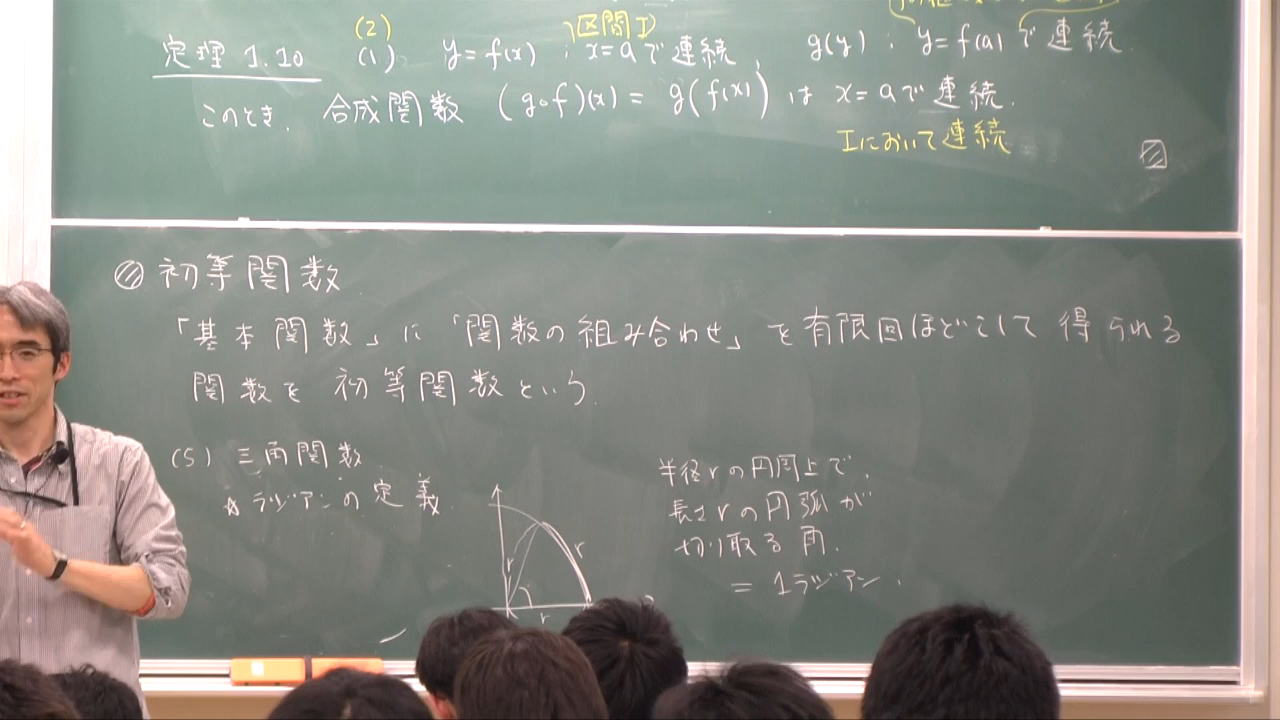 (2) 区間I
定理 1.10 (1) y=f(x) ; x=aで連続 g(y) ; y=f(a)で連続.
このとき. 合成関数 (g∘f)(x) = g(f(x)) は x=aで連続.
Iにおいて連続
初等関数
「基本関数」に「関数の組み合わせ」を有限回ほどこして得られる
関数を初等関数という.
(5) 三角関数
☆ラジアンの定義.
半径rの円周上で.
長さrの円弧が
切り取る角.
= 1ラジアン.
r
r
r